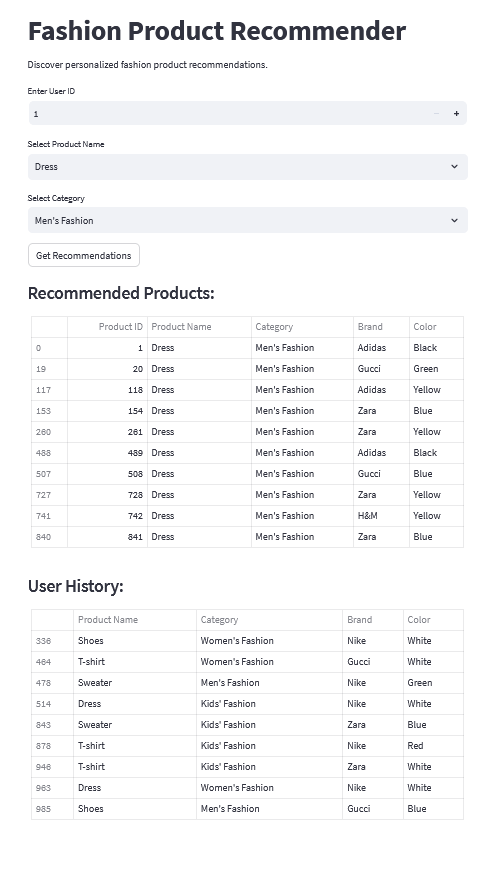 Fashion Product Recommender
Discover personalized fashion product recommendations.
Enter User ID
1 − +
Select Product Name
Dress
Select Category
Men's Fashion
Get Recommendations
Recommended Products:
Product ID Product Name Category Brand Color
0 1 Dress Men's Fashion Adidas Black
19 20 Dress Men's Fashion Gucci Green
117 118 Dress Men's Fashion Adidas Yellow
153 154 Dress Men's Fashion Zara Blue
260 261 Dress Men's Fashion Zara Yellow
488 489 Dress Men's Fashion Adidas Black
507 508 Dress Men's Fashion Gucci Blue
727 728 Dress Men's Fashion Zara Yellow
741 742 Dress Men's Fashion H&M Yellow
840 841 Dress Men's Fashion Zara Blue
User History:
Product Name Category Brand Color
336 Shoes Women's Fashion Nike White
464 T-shirt Women's Fashion Gucci White
478 Sweater Men's Fashion Nike Green
514 Dress Kids' Fashion Nike White
843 Sweater Kids' Fashion Zara Blue
878 T-shirt Kids' Fashion Nike Red
946 T-shirt Kids' Fashion Zara White
963 Dress Women's Fashion Nike White
985 Shoes Men's Fashion Gucci Blue